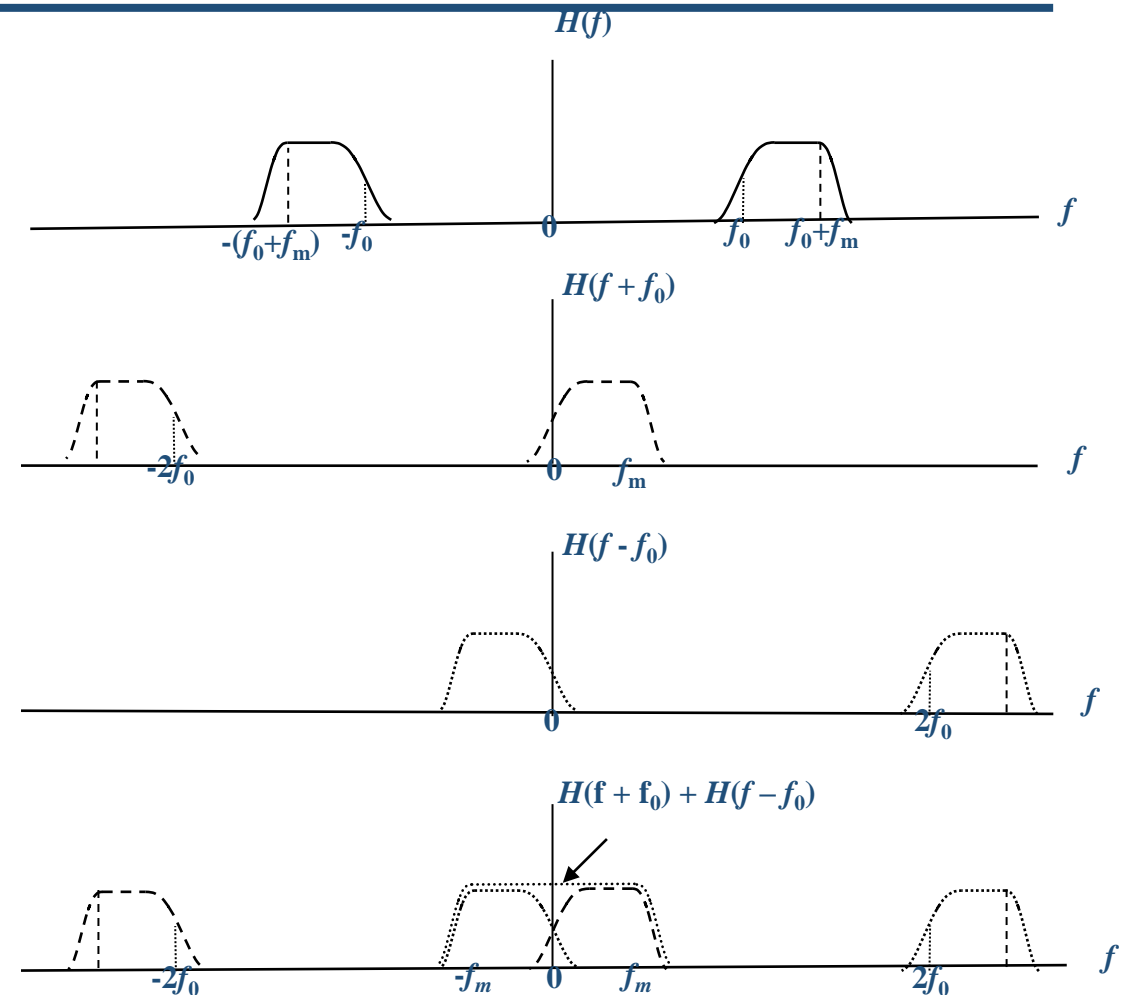 H(f)
f
-(f₀+fₘ) -f₀ 0 f₀ f₀+fₘ
H(f + f₀)
f
-2f₀ 0 fₘ
H(f - f₀)
f
0 2f₀
H(f + f₀) + H(f – f₀)
f
-2f₀ -fₘ 0 fₘ 2f₀